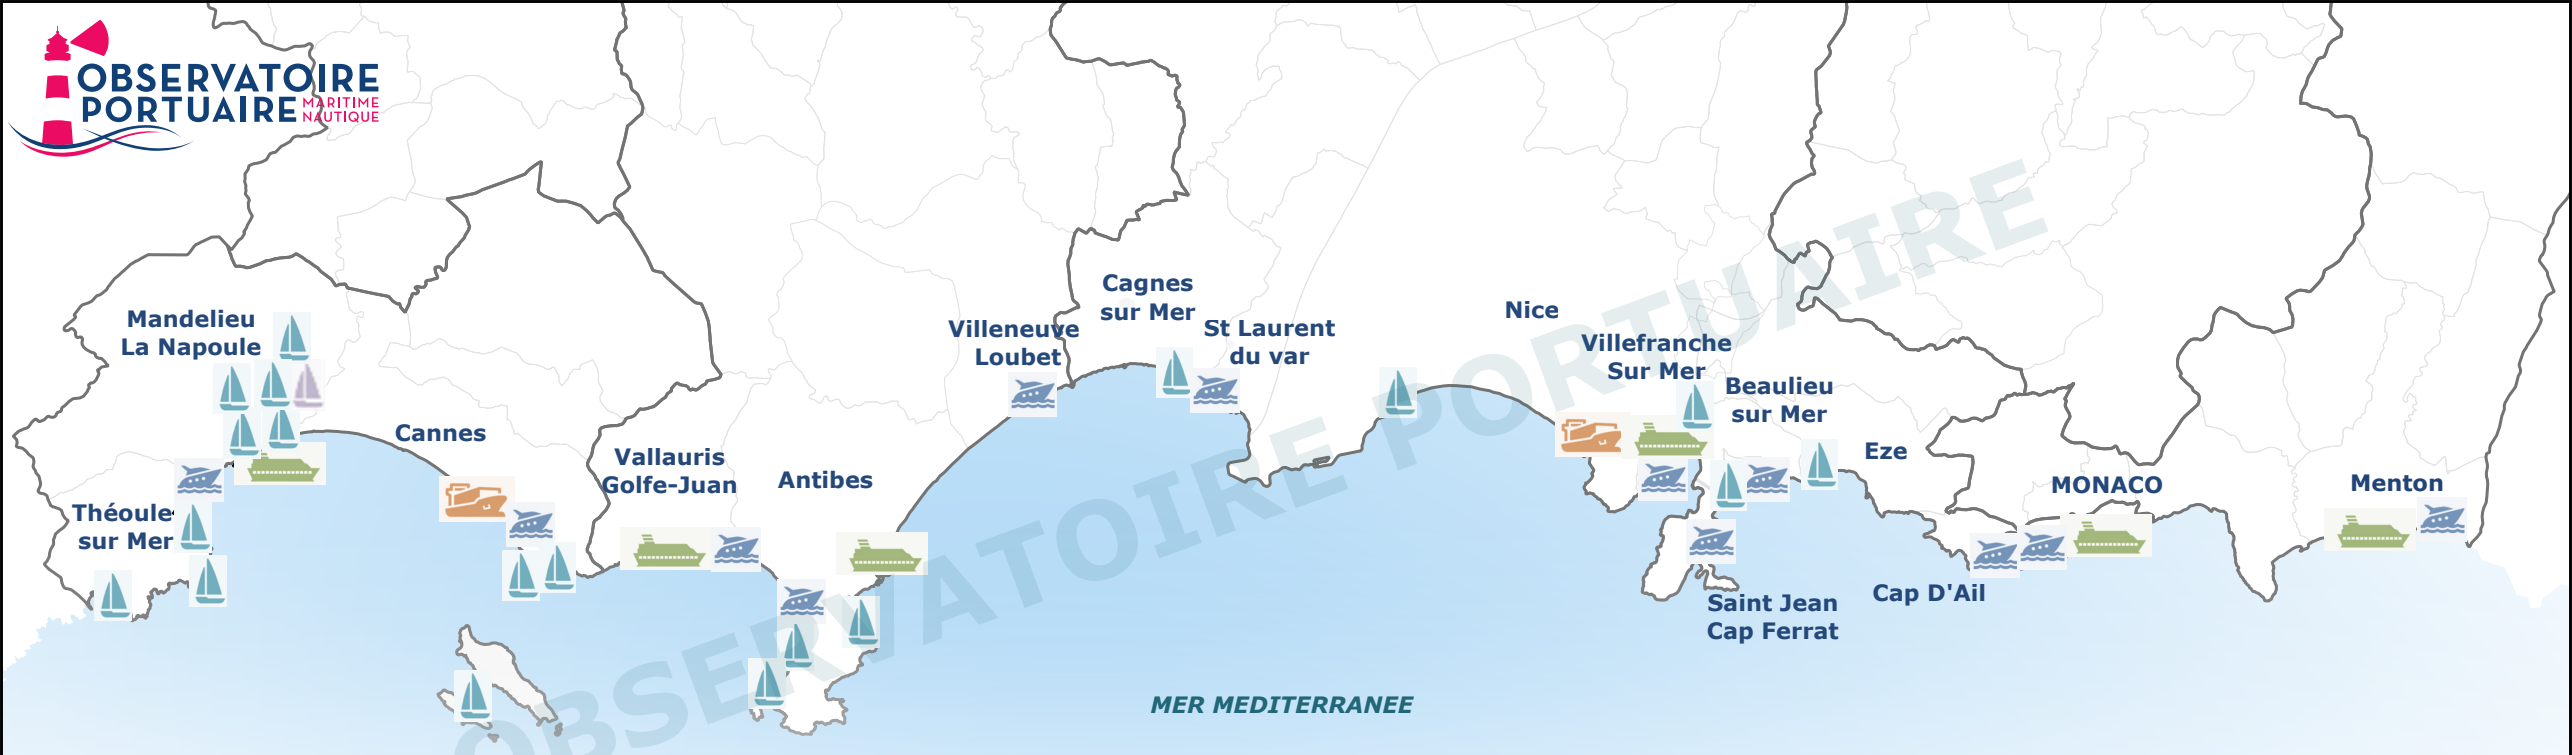 OBSERVATOIRE
PORTUAIRE MARITIME
NAUTIQUE
Mandelieu
La Napoule
Théoule
sur Mer
Cannes
Vallauris
Golfe-Juan
Antibes
Villeneuve
Loubet
Cagnes
sur Mer
St Laurent
du var
Nice
Villefranche
Sur Mer
Beaulieu
sur Mer
Eze
Saint Jean
Cap Ferrat
Cap D'Ail
MONACO
Menton
MER MEDITERRANEE
OBSERVATOIRE PORTUAIRE